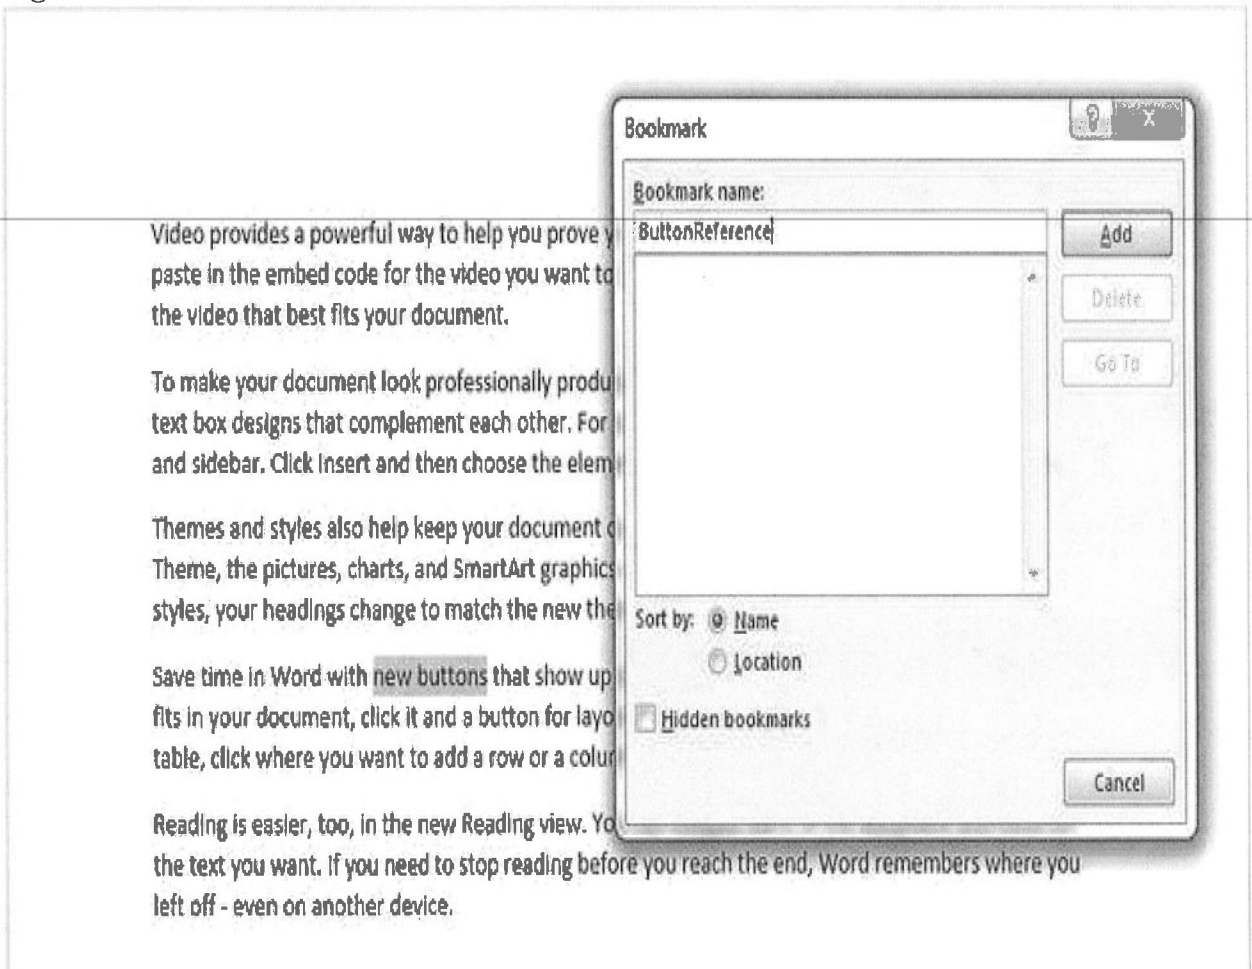 Bookmark
? X
Bookmark name:
ButtonReference
Add
Delete
Go To
Sort by: Name
Location
Hidden bookmarks
Cancel
Video provides a powerful way to help you prove y
paste in the embed code for the video you want to
the video that best fits your document.
To make your document look professionally produ
text box designs that complement each other. For
and sidebar. Click Insert and then choose the elem
Themes and styles also help keep your document
Theme, the pictures, charts, and SmartArt graphics
styles, your headings change to match the new the
Save time in Word with new buttons that show up
fits in your document, click it and a button for layo
table, click where you want to add a row or a colu
Reading is easier, too, in the new Reading view. Yo
the text you want. If you need to stop reading before you reach the end, Word remembers where you
left off - even on another device.